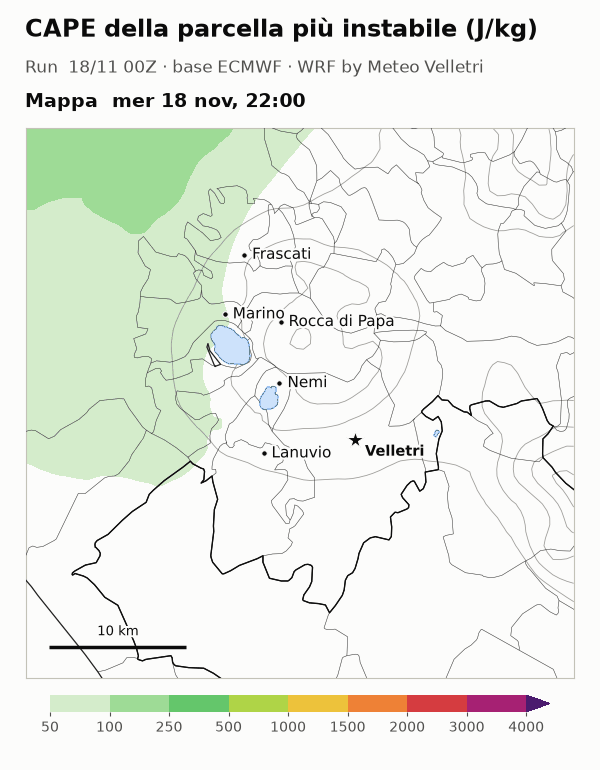 CAPE della parcella più instabile (J/kg)
Run  18/11 00Z · base ECMWF · WRF by Meteo Velletri
Mappa  mer 18 nov, 22:00
Frascati
Marino
Rocca di Papa
Nemi
Velletri
Lanuvio
10 km
50 100 250 500 1000 1500 2000 3000 4000